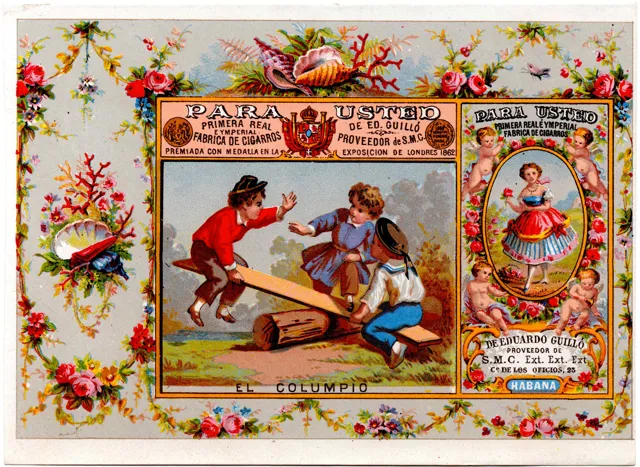 PARA USTED
PRIMERA REAL
E YMPERIAL
FABRICA DE CIGARROS
PREMIADA CON MEDALLA EN LA
DE ED. GUILLÓ
PROVEEDOR de S.M.C.
EXPOSICION DE LONDRES 1862
EL COLUMPIO
PARA USTED
PRIMERA REAL E YMPERIAL
FABRICA DE CIGARROS
DE EDUARDO GUILLÓ
PROVEEDOR DE
S.M.C. Ext. Ext. Ext
Cª DE LOS OFICIOS, 25
HABANA